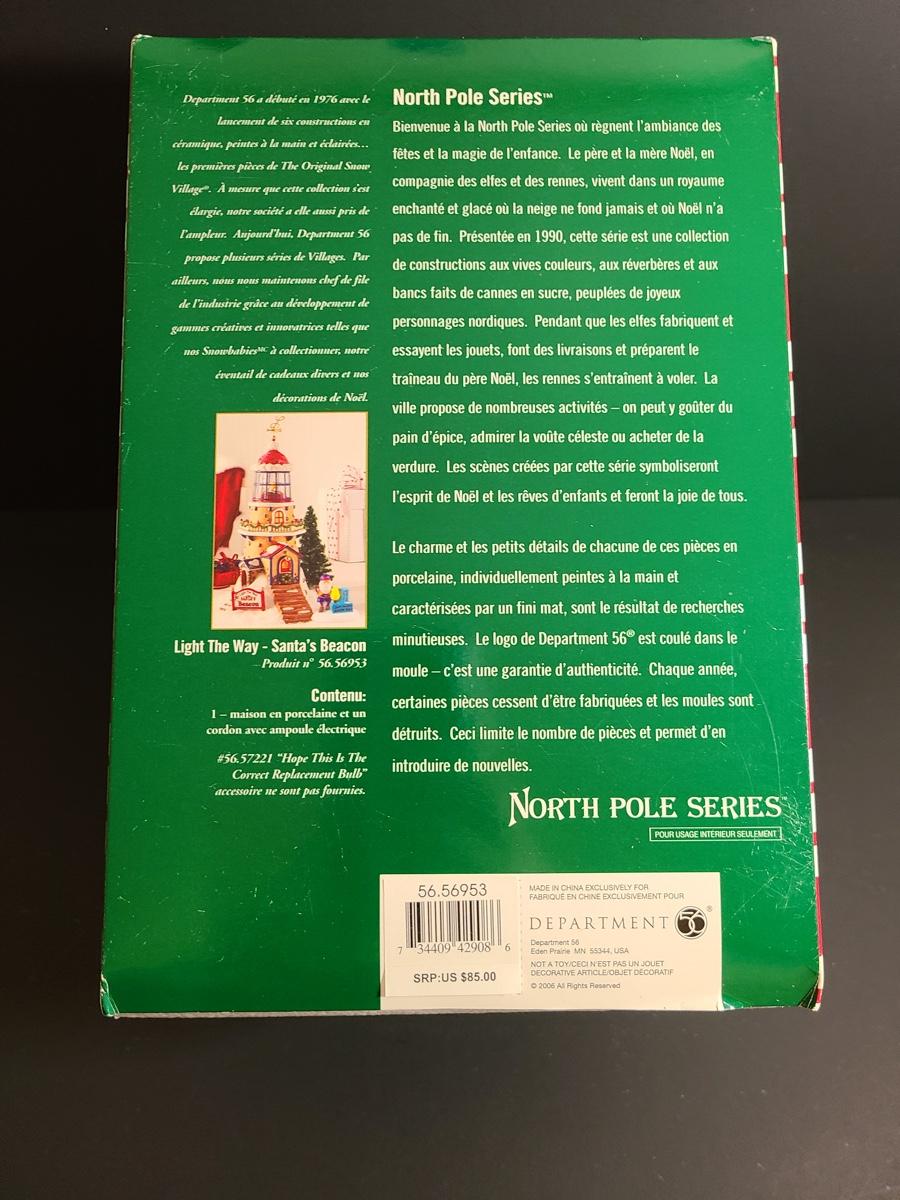 Department 56 a débuté en 1976 avec le
lancement de six constructions en
céramique, peintes à la main et éclairées…
les premières pièces de The Original Snow
Village®.  À mesure que cette collection s'est
élargie, notre société a elle aussi pris de
l'ampleur.  Aujourd'hui, Department 56
propose plusieurs séries de Villages.  Par
ailleurs, nous nous maintenons chef de file
de l'industrie grâce au développement de
gammes créatives et innovatrices telles que
nos Snowbabies MC à collectionner, notre
éventail de cadeaux divers et nos
décorations de Noël.
Santa's
Beacon
Light The Way - Santa's Beacon
Produit n° 56.56953
Contenu:
1 – maison en porcelaine et un
cordon avec ampoule électrique
#56.57221 “Hope This Is The
Correct Replacement Bulb”
accessoire ne sont pas fournies.
North Pole Series™
Bienvenue à la North Pole Series où règnent l'ambiance des
fêtes et la magie de l'enfance.  Le père et la mère Noël, en
compagnie des elfes et des rennes, vivent dans un royaume
enchanté et glacé où la neige ne fond jamais et où Noël n'a
pas de fin.  Présentée en 1990, cette série est une collection
de constructions aux vives couleurs, aux réverbères et aux
bancs faits de cannes en sucre, peuplées de joyeux
personnages nordiques.  Pendant que les elfes fabriquent et
essayent les jouets, font des livraisons et préparent le
traîneau du père Noël, les rennes s'entraînent à voler.  La
ville propose de nombreuses activités – on peut y goûter du
pain d'épice, admirer la voûte céleste ou acheter de la
verdure.  Les scènes créées par cette série symboliseront
l'esprit de Noël et les rêves d'enfants et feront la joie de tous.
Le charme et les petits détails de chacune de ces pièces en
porcelaine, individuellement peintes à la main et
caractérisées par un fini mat, sont le résultat de recherches
minutieuses.  Le logo de Department 56® est coulé dans le
moule – c'est une garantie d'authenticité.  Chaque année,
certaines pièces cessent d'être fabriquées et les moules sont
détruits.  Ceci limite le nombre de pièces et permet d'en
introduire de nouvelles.
NORTH POLE SERIES™
POUR USAGE INTÉRIEUR SEULEMENT
56.56953
7 34409 42908 6
SRP:US $85.00
MADE IN CHINA EXCLUSIVELY FOR
FABRIQUÉ EN CHINE EXCLUSIVEMENT POUR
DEPARTMENT 56®
Department 56
Eden Prairie  MN  55344, USA
NOT A TOY/CECI N'EST PAS UN JOUET
DECORATIVE ARTICLE/OBJET DÉCORATIF
© 2006 All Rights Reserved